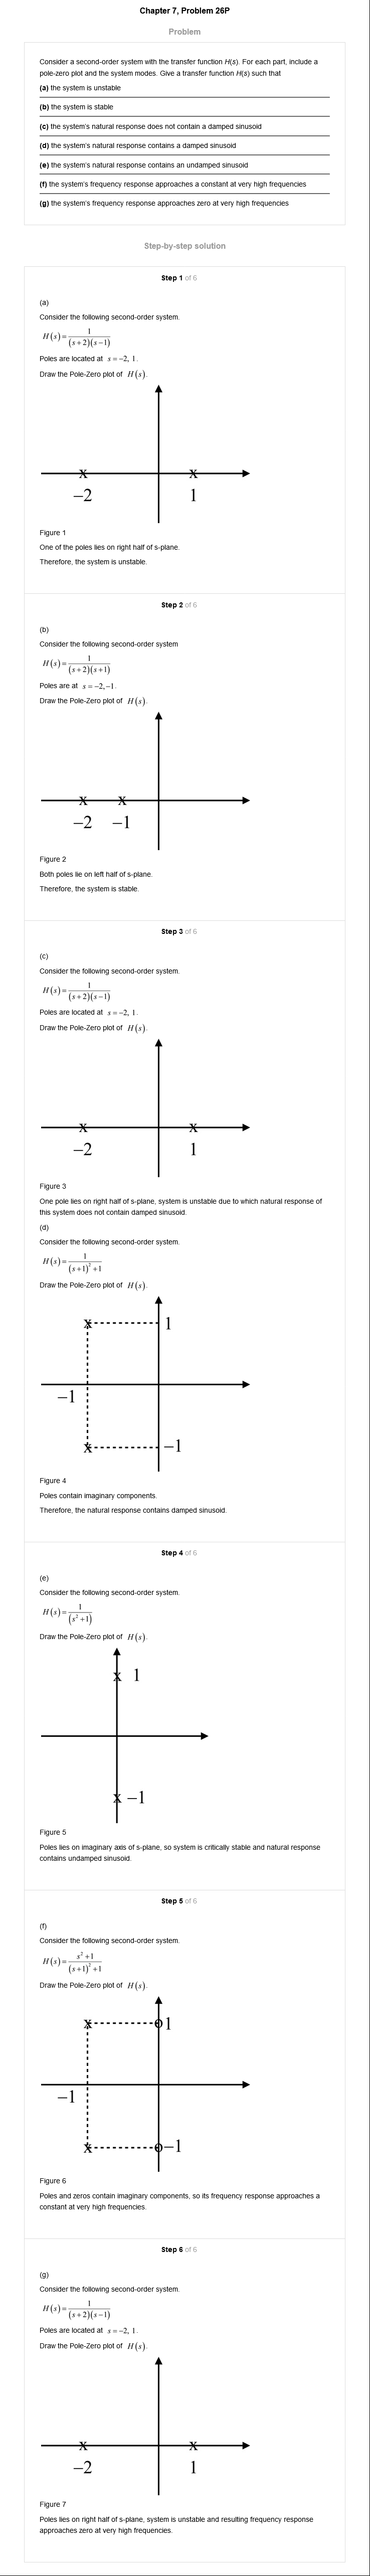 Chapter 7, Problem 26P
Problem
Consider a second-order system with the transfer function H(s). For each part, include a
pole-zero plot and the system modes. Give a transfer function H(s) such that
(a) the system is unstable
(b) the system is stable
(c) the system's natural response does not contain a damped sinusoid
(d) the system's natural response contains a damped sinusoid
(e) the system's natural response contains an undamped sinusoid
(f) the system's frequency response approaches a constant at very high frequencies
(g) the system's frequency response approaches zero at very high frequencies
Step-by-step solution
Step 1 of 6
(a)
Consider the following second-order system.
H(s) = 1/((s+2)(s−1))
Poles are located at s = −2, 1.
Draw the Pole-Zero plot of H(s).
x x
−2 1
Figure 1
One of the poles lies on right half of s-plane.
Therefore, the system is unstable.
Step 2 of 6
(b)
Consider the following second-order system
H(s) = 1/((s+2)(s+1))
Poles are at s = −2,−1.
Draw the Pole-Zero plot of H(s).
x x
−2 −1
Figure 2
Both poles lie on left half of s-plane.
Therefore, the system is stable.
Step 3 of 6
(c)
Consider the following second-order system.
H(s) = 1/((s+2)(s−1))
Poles are located at s = −2, 1.
Draw the Pole-Zero plot of H(s).
x x
−2 1
Figure 3
One pole lies on right half of s-plane, system is unstable due to which natural response of
this system does not contain damped sinusoid.
(d)
Consider the following second-order system.
H(s) = 1/((s+1)²+1)
Draw the Pole-Zero plot of H(s).
x 1
−1
x −1
Figure 4
Poles contain imaginary components.
Therefore, the natural response contains damped sinusoid.
Step 4 of 6
(e)
Consider the following second-order system.
H(s) = 1/(s²+1)
Draw the Pole-Zero plot of H(s).
x 1
x −1
Figure 5
Poles lies on imaginary axis of s-plane, so system is critically stable and natural response
contains undamped sinusoid.
Step 5 of 6
(f)
Consider the following second-order system.
H(s) = (s²+1)/((s+1)²+1)
Draw the Pole-Zero plot of H(s).
x o 1
−1
x o −1
Figure 6
Poles and zeros contain imaginary components, so its frequency response approaches a
constant at very high frequencies.
Step 6 of 6
(g)
Consider the following second-order system.
H(s) = 1/((s+2)(s−1))
Poles are located at s = −2, 1.
Draw the Pole-Zero plot of H(s).
x x
−2 1
Figure 7
Poles lies on right half of s-plane, system is unstable and resulting frequency response
approaches zero at very high frequencies.